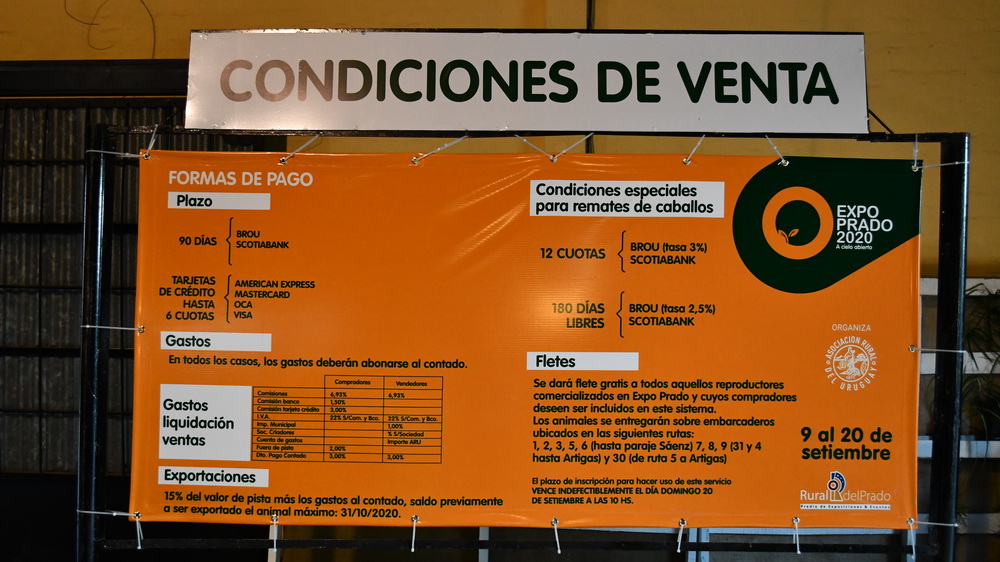 CONDICIONES DE VENTA
FORMAS DE PAGO
Plazo
90 DÍAS
BROU
SCOTIABANK
TARJETAS
DE CRÉDITO
HASTA
6 CUOTAS
AMERICAN EXPRESS
MASTERCARD
OCA
VISA
Gastos
En todos los casos, los gastos deberán abonarse al contado.
Gastos
liquidación
ventas
Compradores Vendedores
Comisiones 6,93% 6,93%
Comisión banco 1,50%
Comisión tarjeta crédito 3,00%
I.V.A. 22% S/Com. y Bco. 22% S/Com. y Bco.
Imp. Municipal 1,00%
Soc. Criadores % S/Sociedad
Cuenta de gastos Importe ARU
Fuera de pista 2,00%
Dto. Pago Contado 3,00% 3,00%
Exportaciones
15% del valor de pista más los gastos al contado, saldo previamente
a ser exportado el animal máximo: 31/10/2020.
Condiciones especiales
para remates de caballos
12 CUOTAS
BROU (tasa 3%)
SCOTIABANK
180 DÍAS
LIBRES
BROU (tasa 2,5%)
SCOTIABANK
Fletes
Se dará flete gratis a todos aquellos reproductores
comercializados en Expo Prado y cuyos compradores
deseen ser incluidos en este sistema.
Los animales se entregarán sobre embarcaderos
ubicados en las siguientes rutas:
1, 2, 3, 5, 6 (hasta paraje Sáenz) 7, 8, 9 (31 y 4
hasta Artigas) y 30 (de ruta 5 a Artigas)
El plazo de inscripción para hacer uso de este servicio
VENCE INDEFECTIBLEMENTE EL DÍA DOMINGO 20
DE SETIEMBRE A LAS 10 HS.
EXPO
PRADO
2020
A cielo abierto
ORGANIZA
ASOCIACION RURAL
DEL URUGUAY
9 al 20 de
setiembre
Rural delPrado
Predio de Exposiciones & Eventos